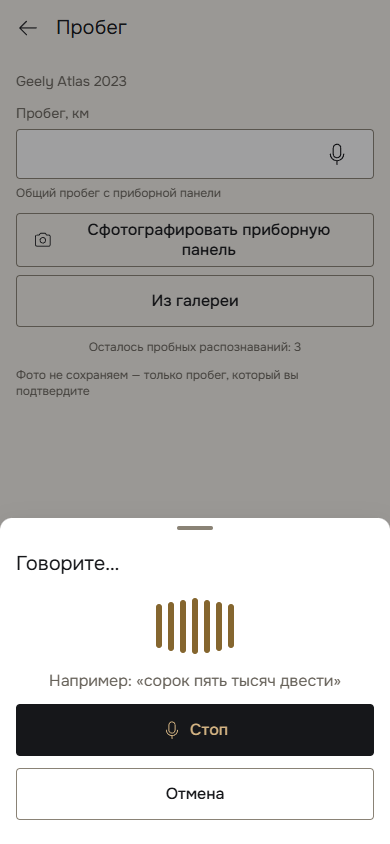 Пробег
Geely Atlas 2023
Пробег, км
Общий пробег с приборной панели
Сфотографировать приборную
панель
Из галереи
Осталось пробных распознаваний: 3
Фото не сохраняем — только пробег, который вы
подтвердите
Говорите...
Например: «сорок пять тысяч двести»
Стоп
Отмена